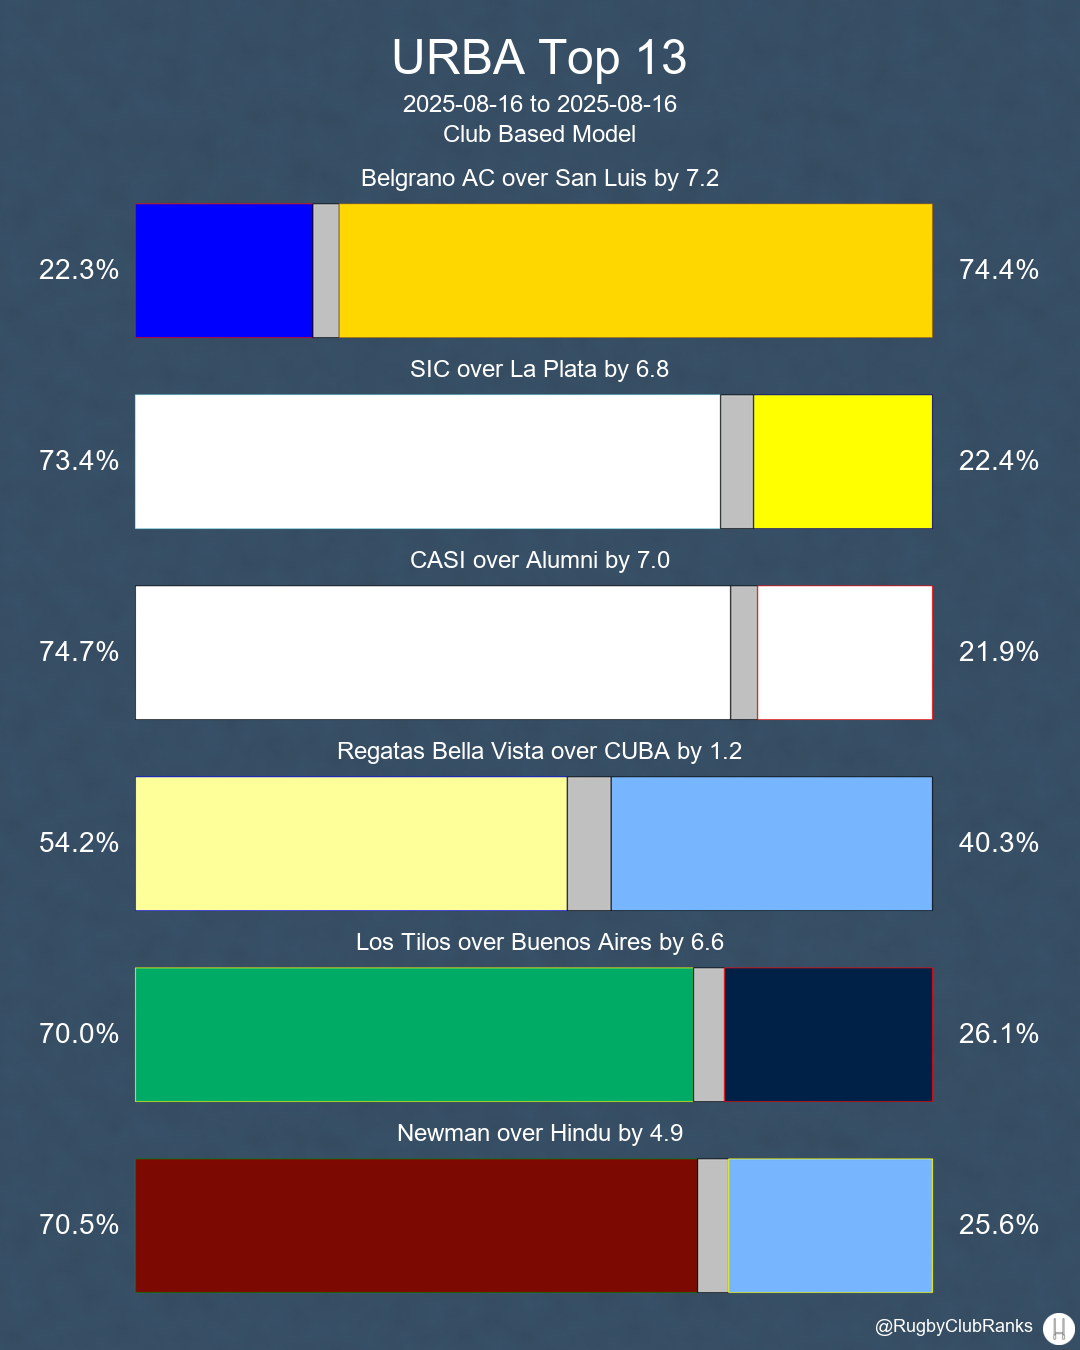 URBA Top 13
2025-08-16 to 2025-08-16
Club Based Model
Belgrano AC over San Luis by 7.2
22.3%
74.4%
SIC over La Plata by 6.8
73.4%
22.4%
CASI over Alumni by 7.0
74.7%
21.9%
Regatas Bella Vista over CUBA by 1.2
54.2%
40.3%
Los Tilos over Buenos Aires by 6.6
70.0%
26.1%
Newman over Hindu by 4.9
70.5%
25.6%
@RugbyClubRanks